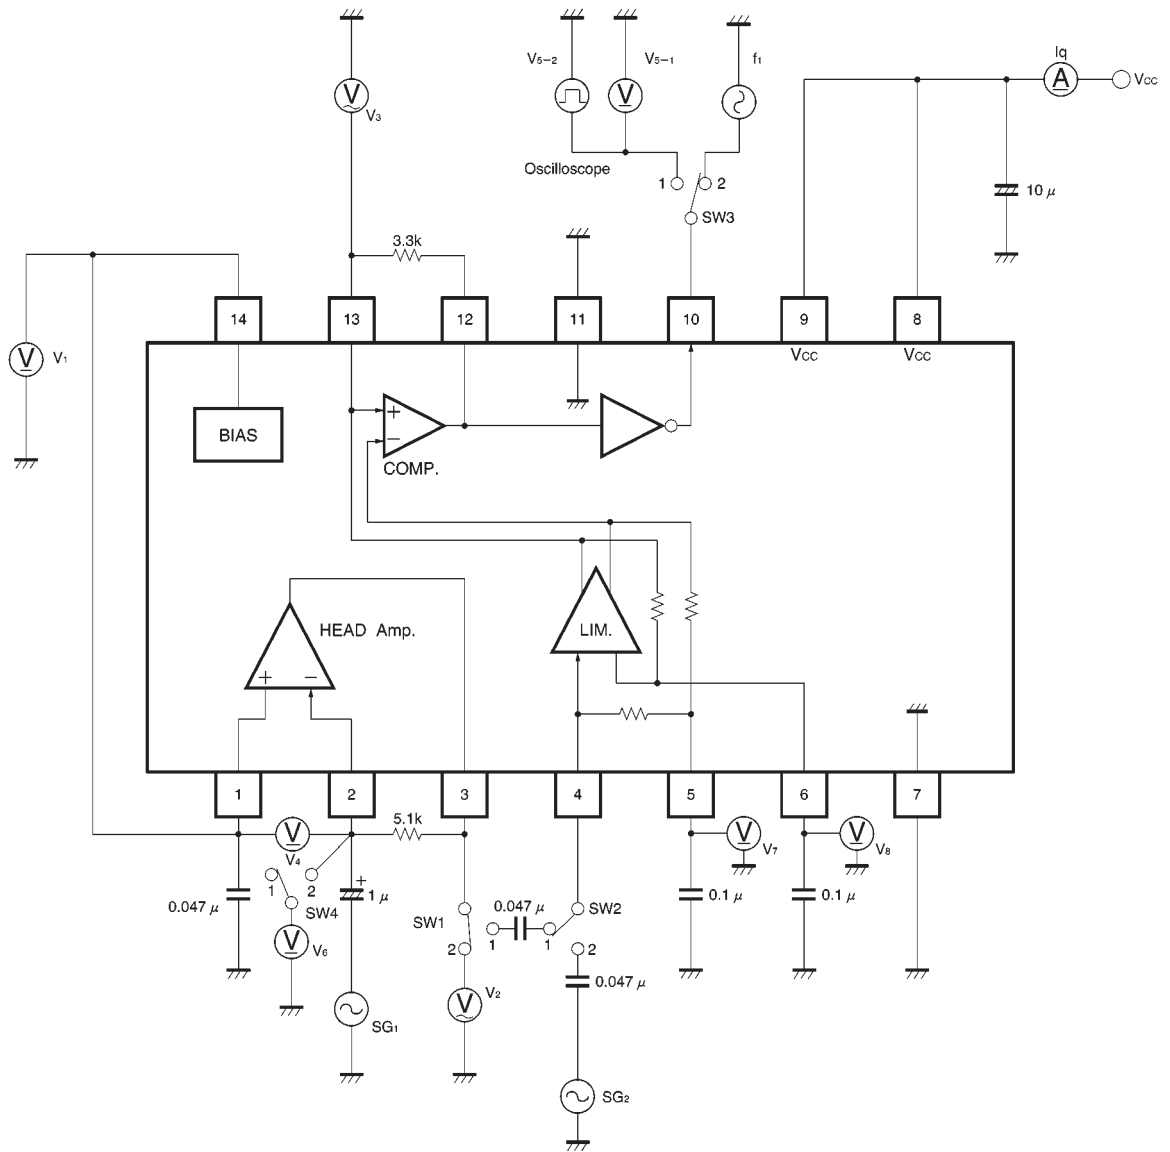 Iq
V5-2
V5-1
f1
A
VCC
V
V
V3
Oscilloscope
1
2
10 μ
SW3
3.3k
14
13
12
11
10
9
8
V
V1
VCC
VCC
BIAS
+
−
COMP.
HEAD Amp.
LIM.
+
−
1
2
3
4
5
6
7
5.1k
V
V4
V
V7
V
V8
1
2
+
1 μ
0.047 μ
SW4
0.1 μ
0.1 μ
0.047 μ
SW2
SW1
1
1
2
2
V
V6
0.047 μ
V2
V
SG1
SG2